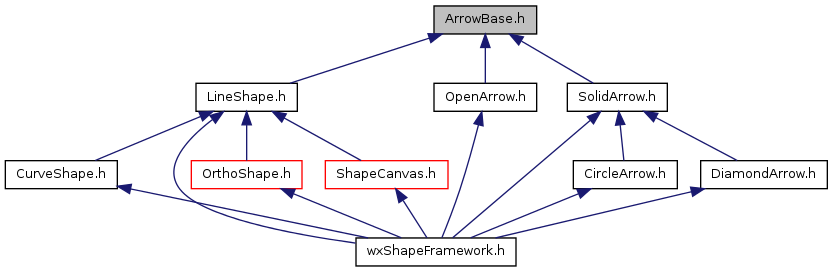 ArrowBase.h
LineShape.h
OpenArrow.h
SolidArrow.h
CurveShape.h
OrthoShape.h
ShapeCanvas.h
CircleArrow.h
DiamondArrow.h
wxShapeFramework.h